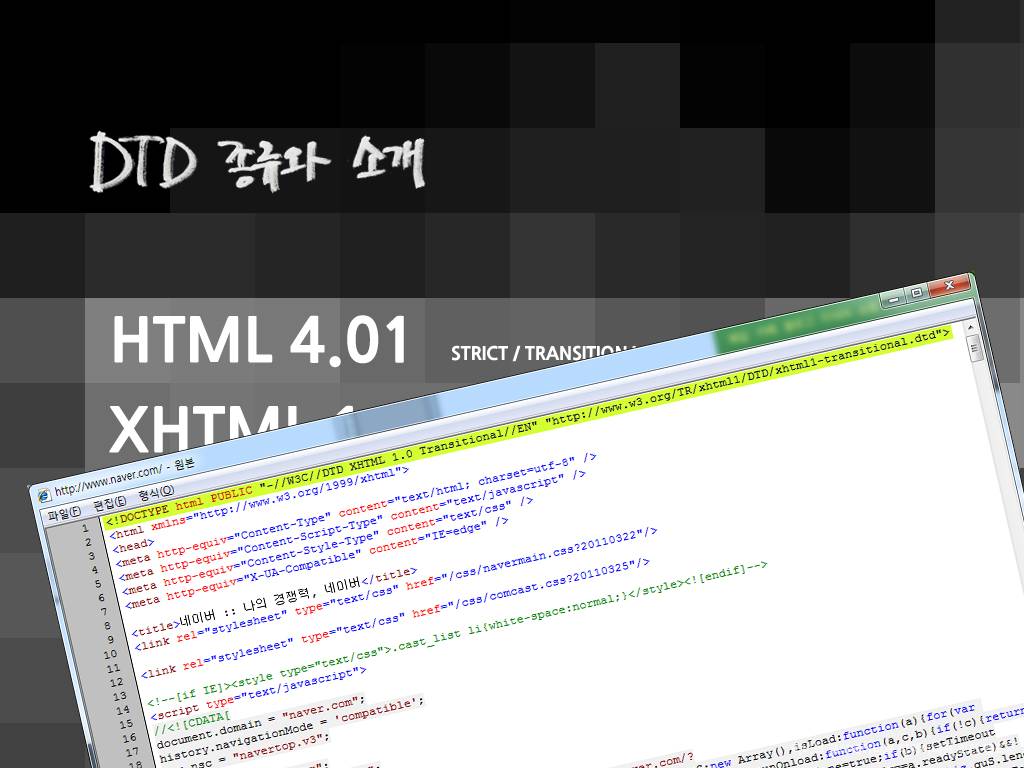 DTD 종류와 소개
HTML 4.01
STRICT / TRANSITIONA
XHTML 1
http://www.naver.com/ - 원본
파일(F) 편집(E) 형식(O)
1 <!DOCTYPE html PUBLIC "-//W3C//DTD XHTML 1.0 Transitional//EN" "http://www.w3.org/TR/xhtml1/DTD/xhtml1-transitional.dtd">
2 <html xmlns="http://www.w3.org/1999/xhtml">
3 <head>
4 <meta http-equiv="Content-Type" content="text/html; charset=utf-8" />
5 <meta http-equiv="Content-Script-Type" content="text/javascript" />
6 <meta http-equiv="Content-Style-Type" content="text/css" />
7 <meta http-equiv="X-UA-Compatible" content="IE=edge" />
8
9 <title>네이버 :: 나의 경쟁력, 네이버</title>
10 <link rel="stylesheet" type="text/css" href="/css/navermain.css?20110322"/>
11
12 <link rel="stylesheet" type="text/css" href="/css/comcast.css?20110325"/>
13
14 <!--[if IE]><style type="text/css">.cast_list li{white-space:normal;}</style><![endif]-->
15 <script type="text/javascript">
16 //<![CDATA[
17 document.domain = "naver.com";
18 history.navigationMode = 'compatible';
nsc = "navertop.v3";
ver.com/?
:new Array(),isLoad:function(a){for(var
onUnload:function(a,c,b){if(!c){return
=true;if(b){setTimeout
=a.readyState)&&!